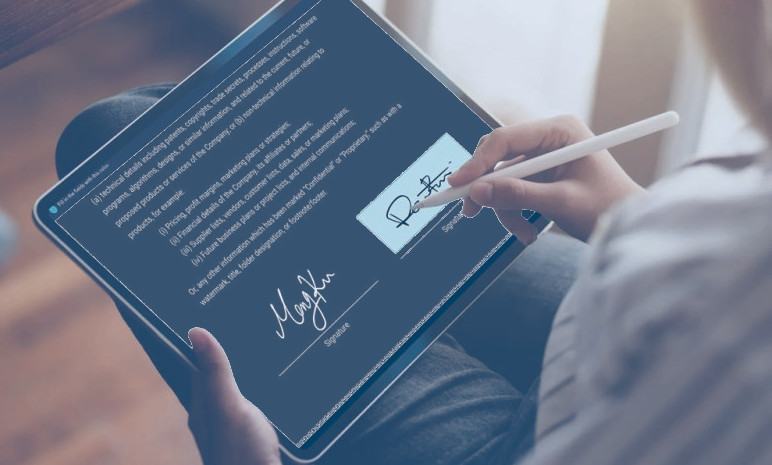 Fill in the fields with this color
(a) technical details including patents, copyrights, trade secrets, processes, instructions, software
programs, algorithms, designs, or similar information, and related to the current, future, or
proposed products or services of the Company; or (b) non-technical information relating to
products, for example:
(i) Pricing, profit margins, marketing plans or strategies;
(ii) Financial details of the Company, its affiliates or partners;
(iii) Supplier lists, vendors, customer lists, data, sales, or marketing plans;
(iv) Future business plans or project lists, and internal communications;
Or, any other information which has been marked "Confidential" or "Proprietary," such as with a
watermark, title, folder designation, or footnote/footer.
Signature